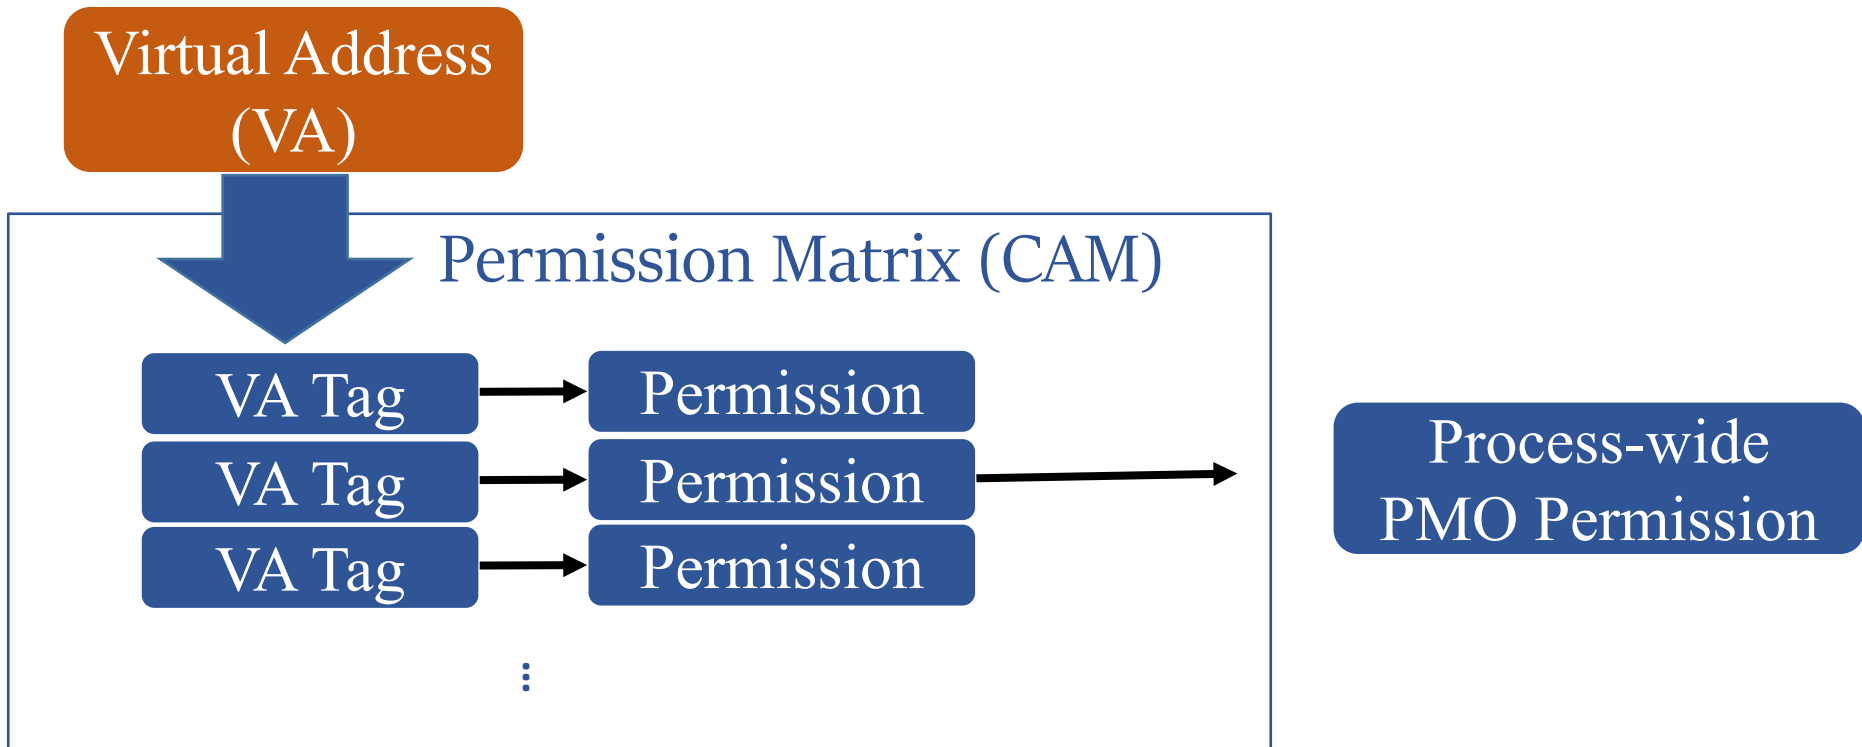 Virtual Address
(VA)
Permission Matrix (CAM)
VA Tag
Permission
VA Tag
Permission
VA Tag
Permission
Process-wide
PMO Permission